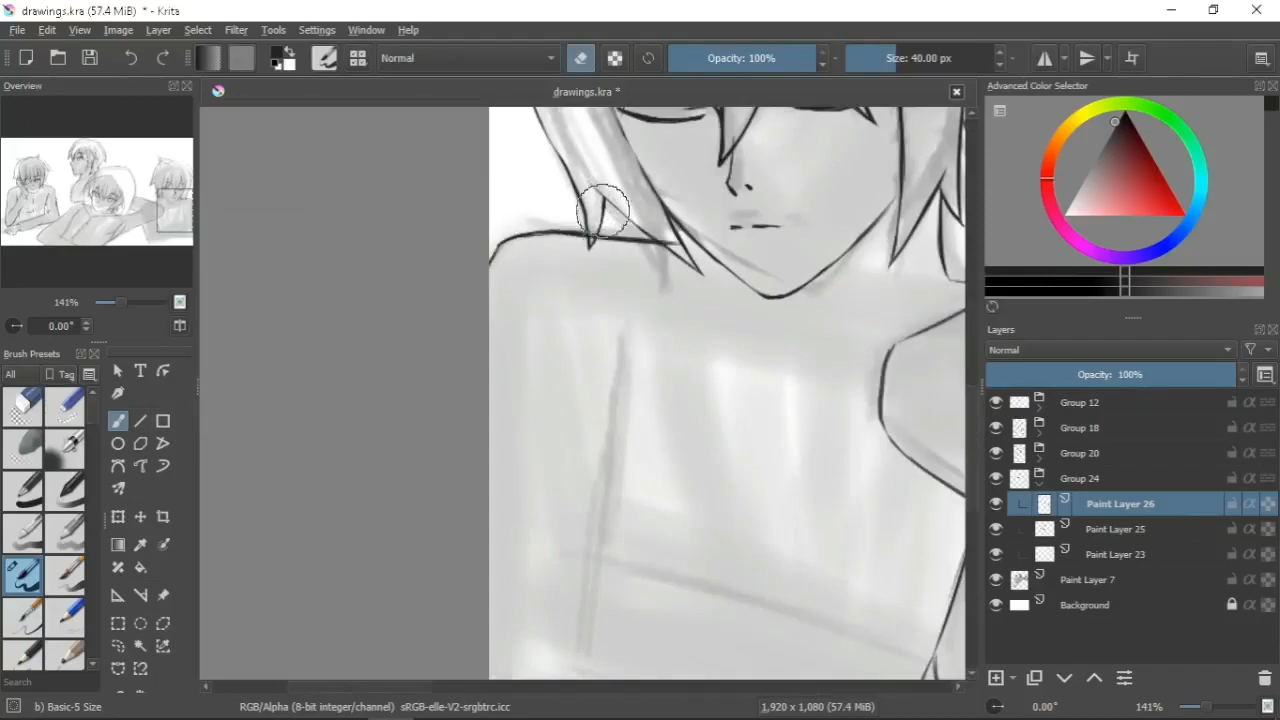 drawings.kra (57.4 MiB) * - Krita
File Edit View Image Layer Select Filter Tools Settings Window Help
Normal
Opacity: 100%
Size: 40.00 px
Overview
drawings.kra *
Advanced Color Selector
141%
0.00°
Brush Presets
All
Tag
Search
Layers
Normal
Opacity: 100%
Group 12
Group 18
Group 20
Group 24
Paint Layer 26
Paint Layer 25
Paint Layer 23
Paint Layer 7
Background
b) Basic-5 Size
RGB/Alpha (8-bit integer/channel) sRGB-elle-V2-srgbtrc.icc
1,920 x 1,080 (57.4 MiB)
0.00°
141%